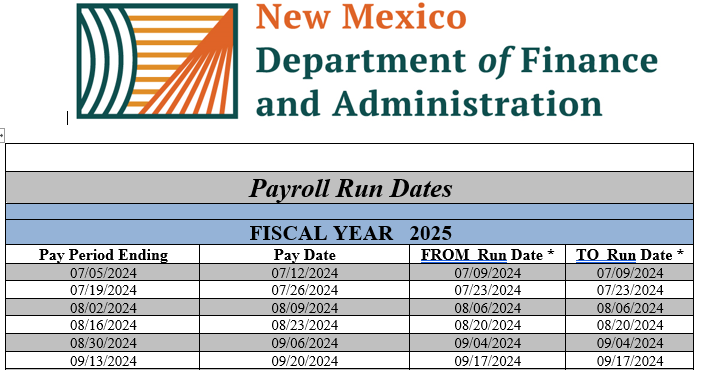 New Mexico
Department of Finance
and Administration
Payroll Run Dates
FISCAL YEAR 2025
Pay Period Ending Pay Date FROM Run Date * TO Run Date *
07/05/2024 07/12/2024 07/09/2024 07/09/2024
07/19/2024 07/26/2024 07/23/2024 07/23/2024
08/02/2024 08/09/2024 08/06/2024 08/06/2024
08/16/2024 08/23/2024 08/20/2024 08/20/2024
08/30/2024 09/06/2024 09/04/2024 09/04/2024
09/13/2024 09/20/2024 09/17/2024 09/17/2024